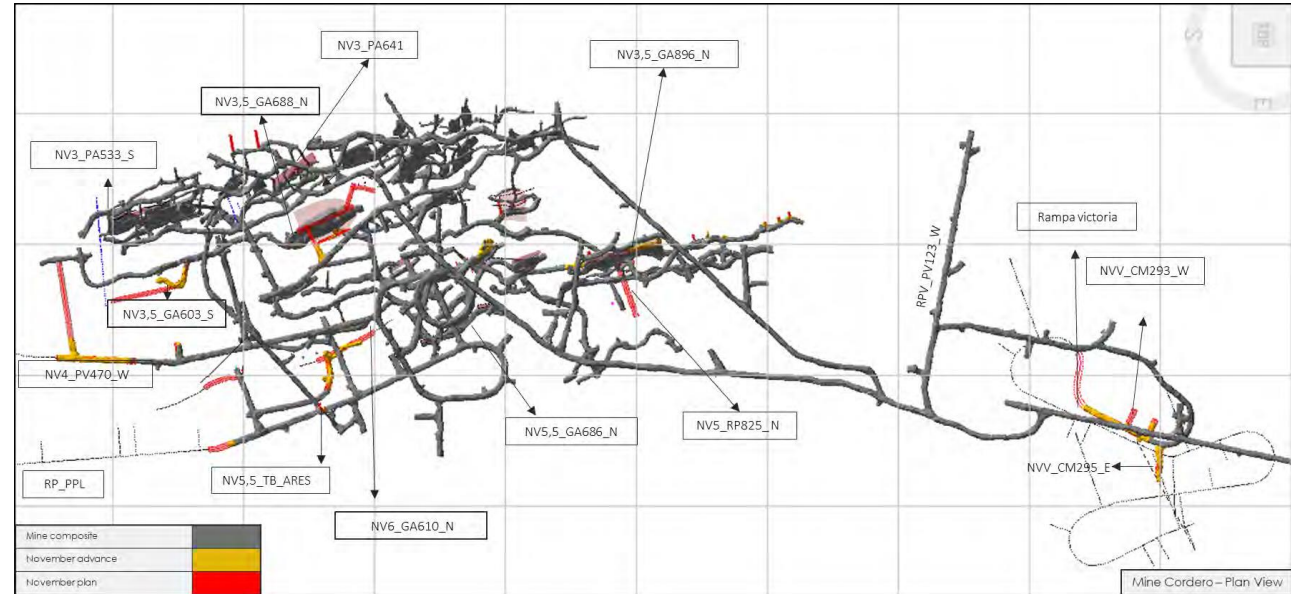 NV3_PA641
NV3,5_GA896_N
NV3,5_GA688_N
NV3_PA533_S
S
TOP
E
Rampa victoria
NVV_CM293_W
RPV_PV123_W
NV3,5_GA603_S
NV4_PV470_W
NV5,5_GA686_N
NV5_RP825_N
NVV_CM295_E
RP_PPL
NV5,5_TB_ARES
NV6_GA610_N
Mine composite
November advance
November plan
Mine Cordero – Plan View